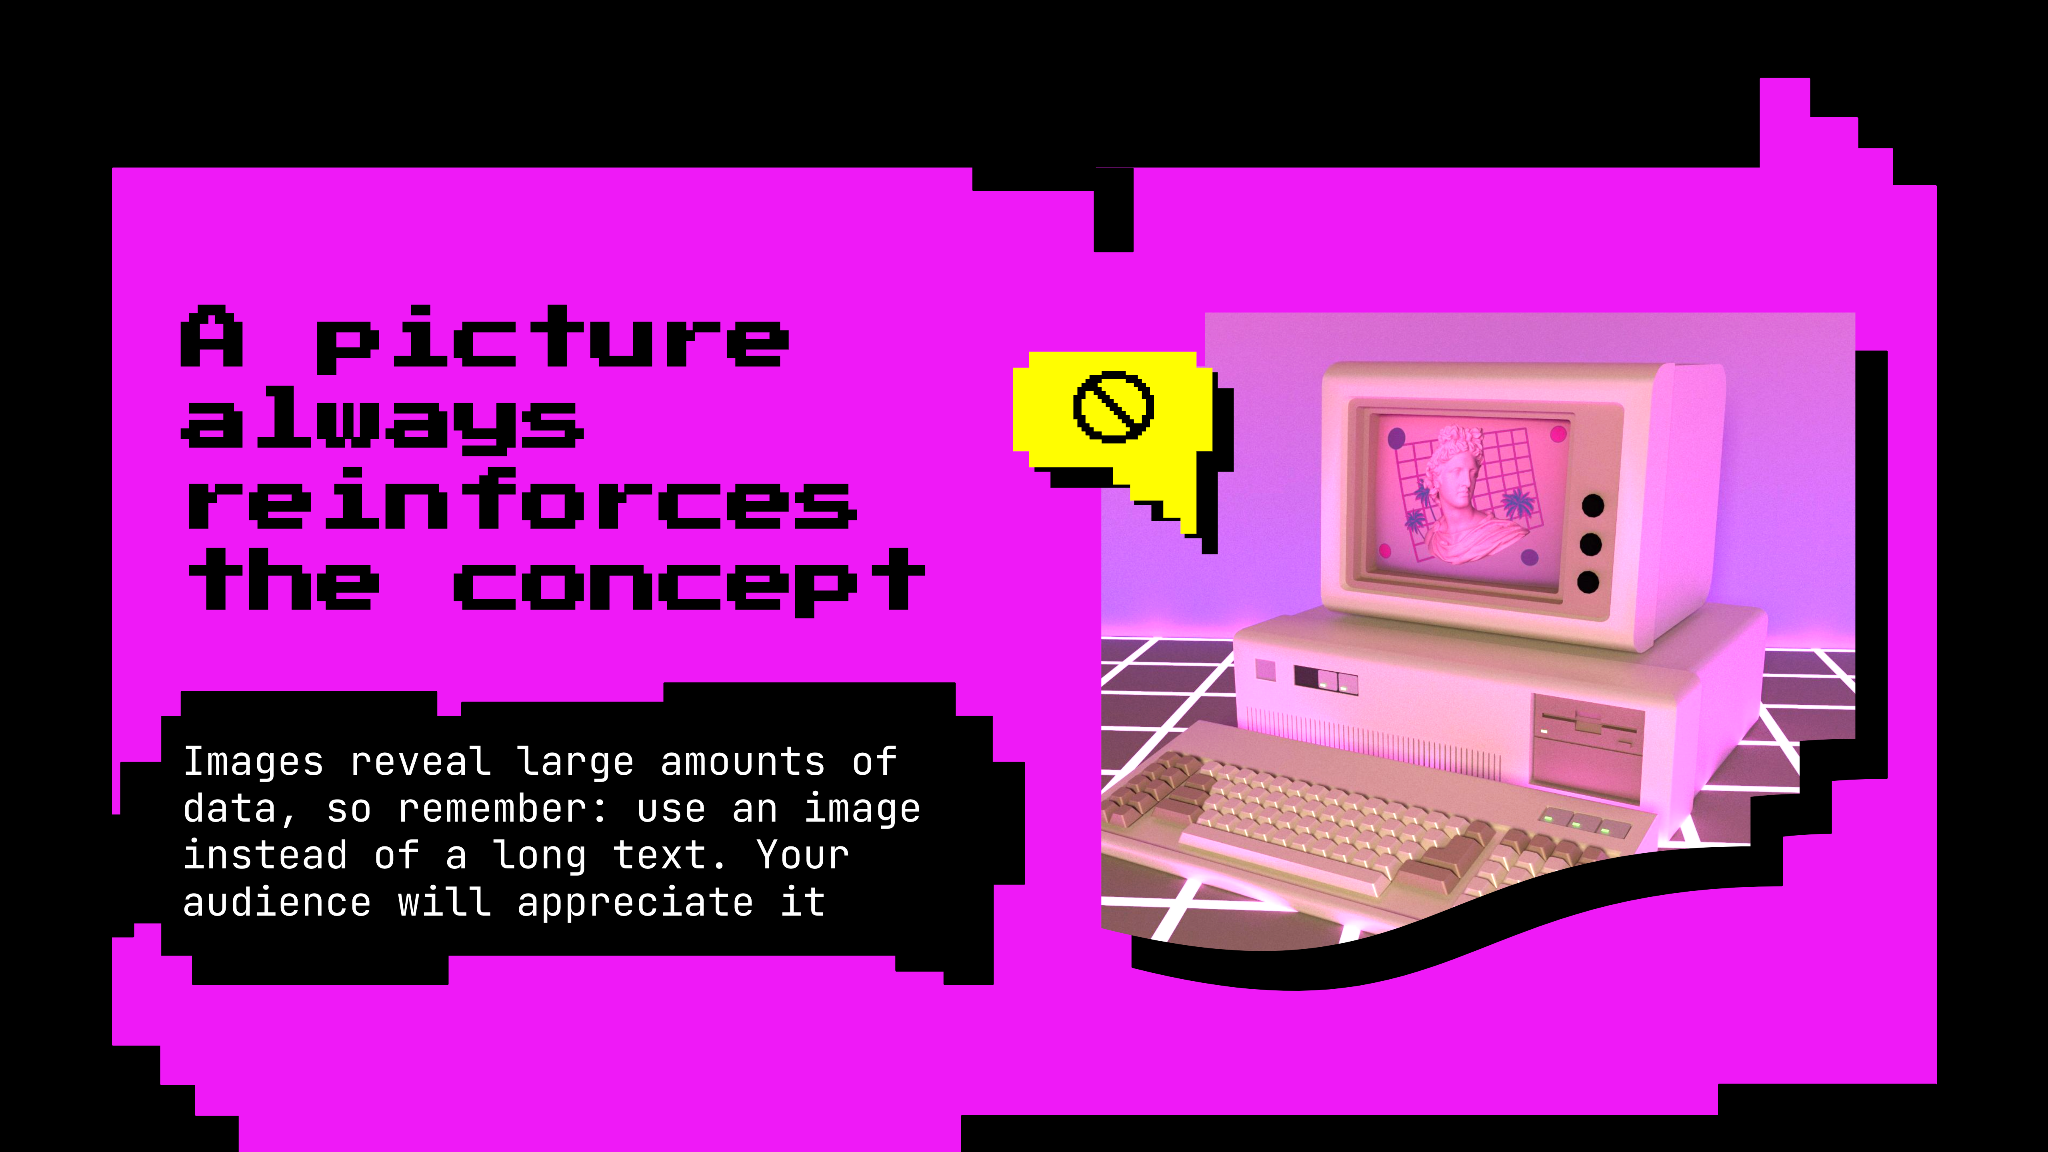 A picture
always
reinforces
the concept
Images reveal large amounts of
data, so remember: use an image
instead of a long text. Your
audience will appreciate it